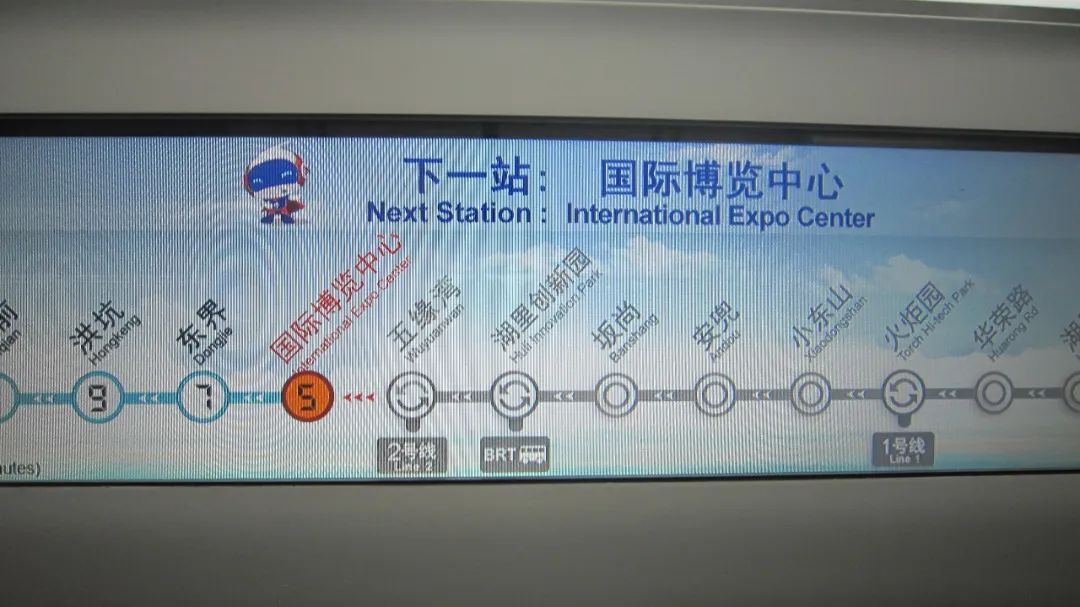 下一站： 国际博览中心
Next Station : International Expo Center
前
洪坑
Hongkeng
东界
Dongjie
国际博览中心
International Expo Center
五缘湾
Wuyuanwan
湖里创新园
Huli Innovation Park
坂尚
Banshang
安兜
Andou
小东山
Xiaodongshan
火炬园
Torch Hi-tech Park
华荣路
Huarong Rd
湖
9
7
5
2号线
Line 2
BRT
1号线
Line 1
utes)